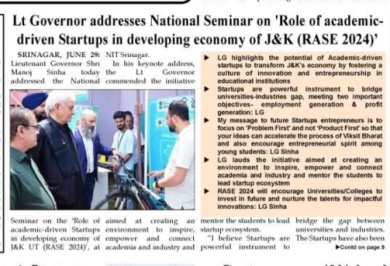 Lt Governor addresses National Seminar on 'Role of academic-
driven Startups in developing economy of J&K (RASE 2024)'
SRINAGAR, JUNE 29:
Lieutenant Governor Shri
Manoj Sinha today
addressed the National
NIT Srinagar.
In his keynote address,
the Lt Governor
commended the initiative
Seminar on the 'Role of
academic-driven Startups
in developing economy of
J&K UT (RASE 2024)', at
aimed at creating an
environment to inspire,
empower and connect
academia and industry and
LG highlights the potential of Academic-driven
startups to transform J&K's economy by fostering a
culture of innovation and entrepreneurship in
educational institutions
Startups are powerful instrument to bridge
universities-industries gap, meeting two important
objectives- employment generation & profit
generation: LG
My message to future Startups entrepreneurs is to
focus on 'Problem First' and not 'Product First' so that
your ideas can accelerate the process of Viksit Bharat
and also encourage entrepreneurial spirit among
young students: LG Sinha
LG lauds the initiative aimed at creating an
environment to inspire, empower and connect
academia and industry and mentor the students to
lead startup ecosystem
RASE 2024 will encourage Universities/Colleges to
invest in future and nurture the talents for impactful
innovations: LG Sinha
mentor the students to lead
startup ecosystem.
"I believe Startups are
powerful instrument to
bridge the gap between
universities and industries.
The Startups have also been
Contd on page 5